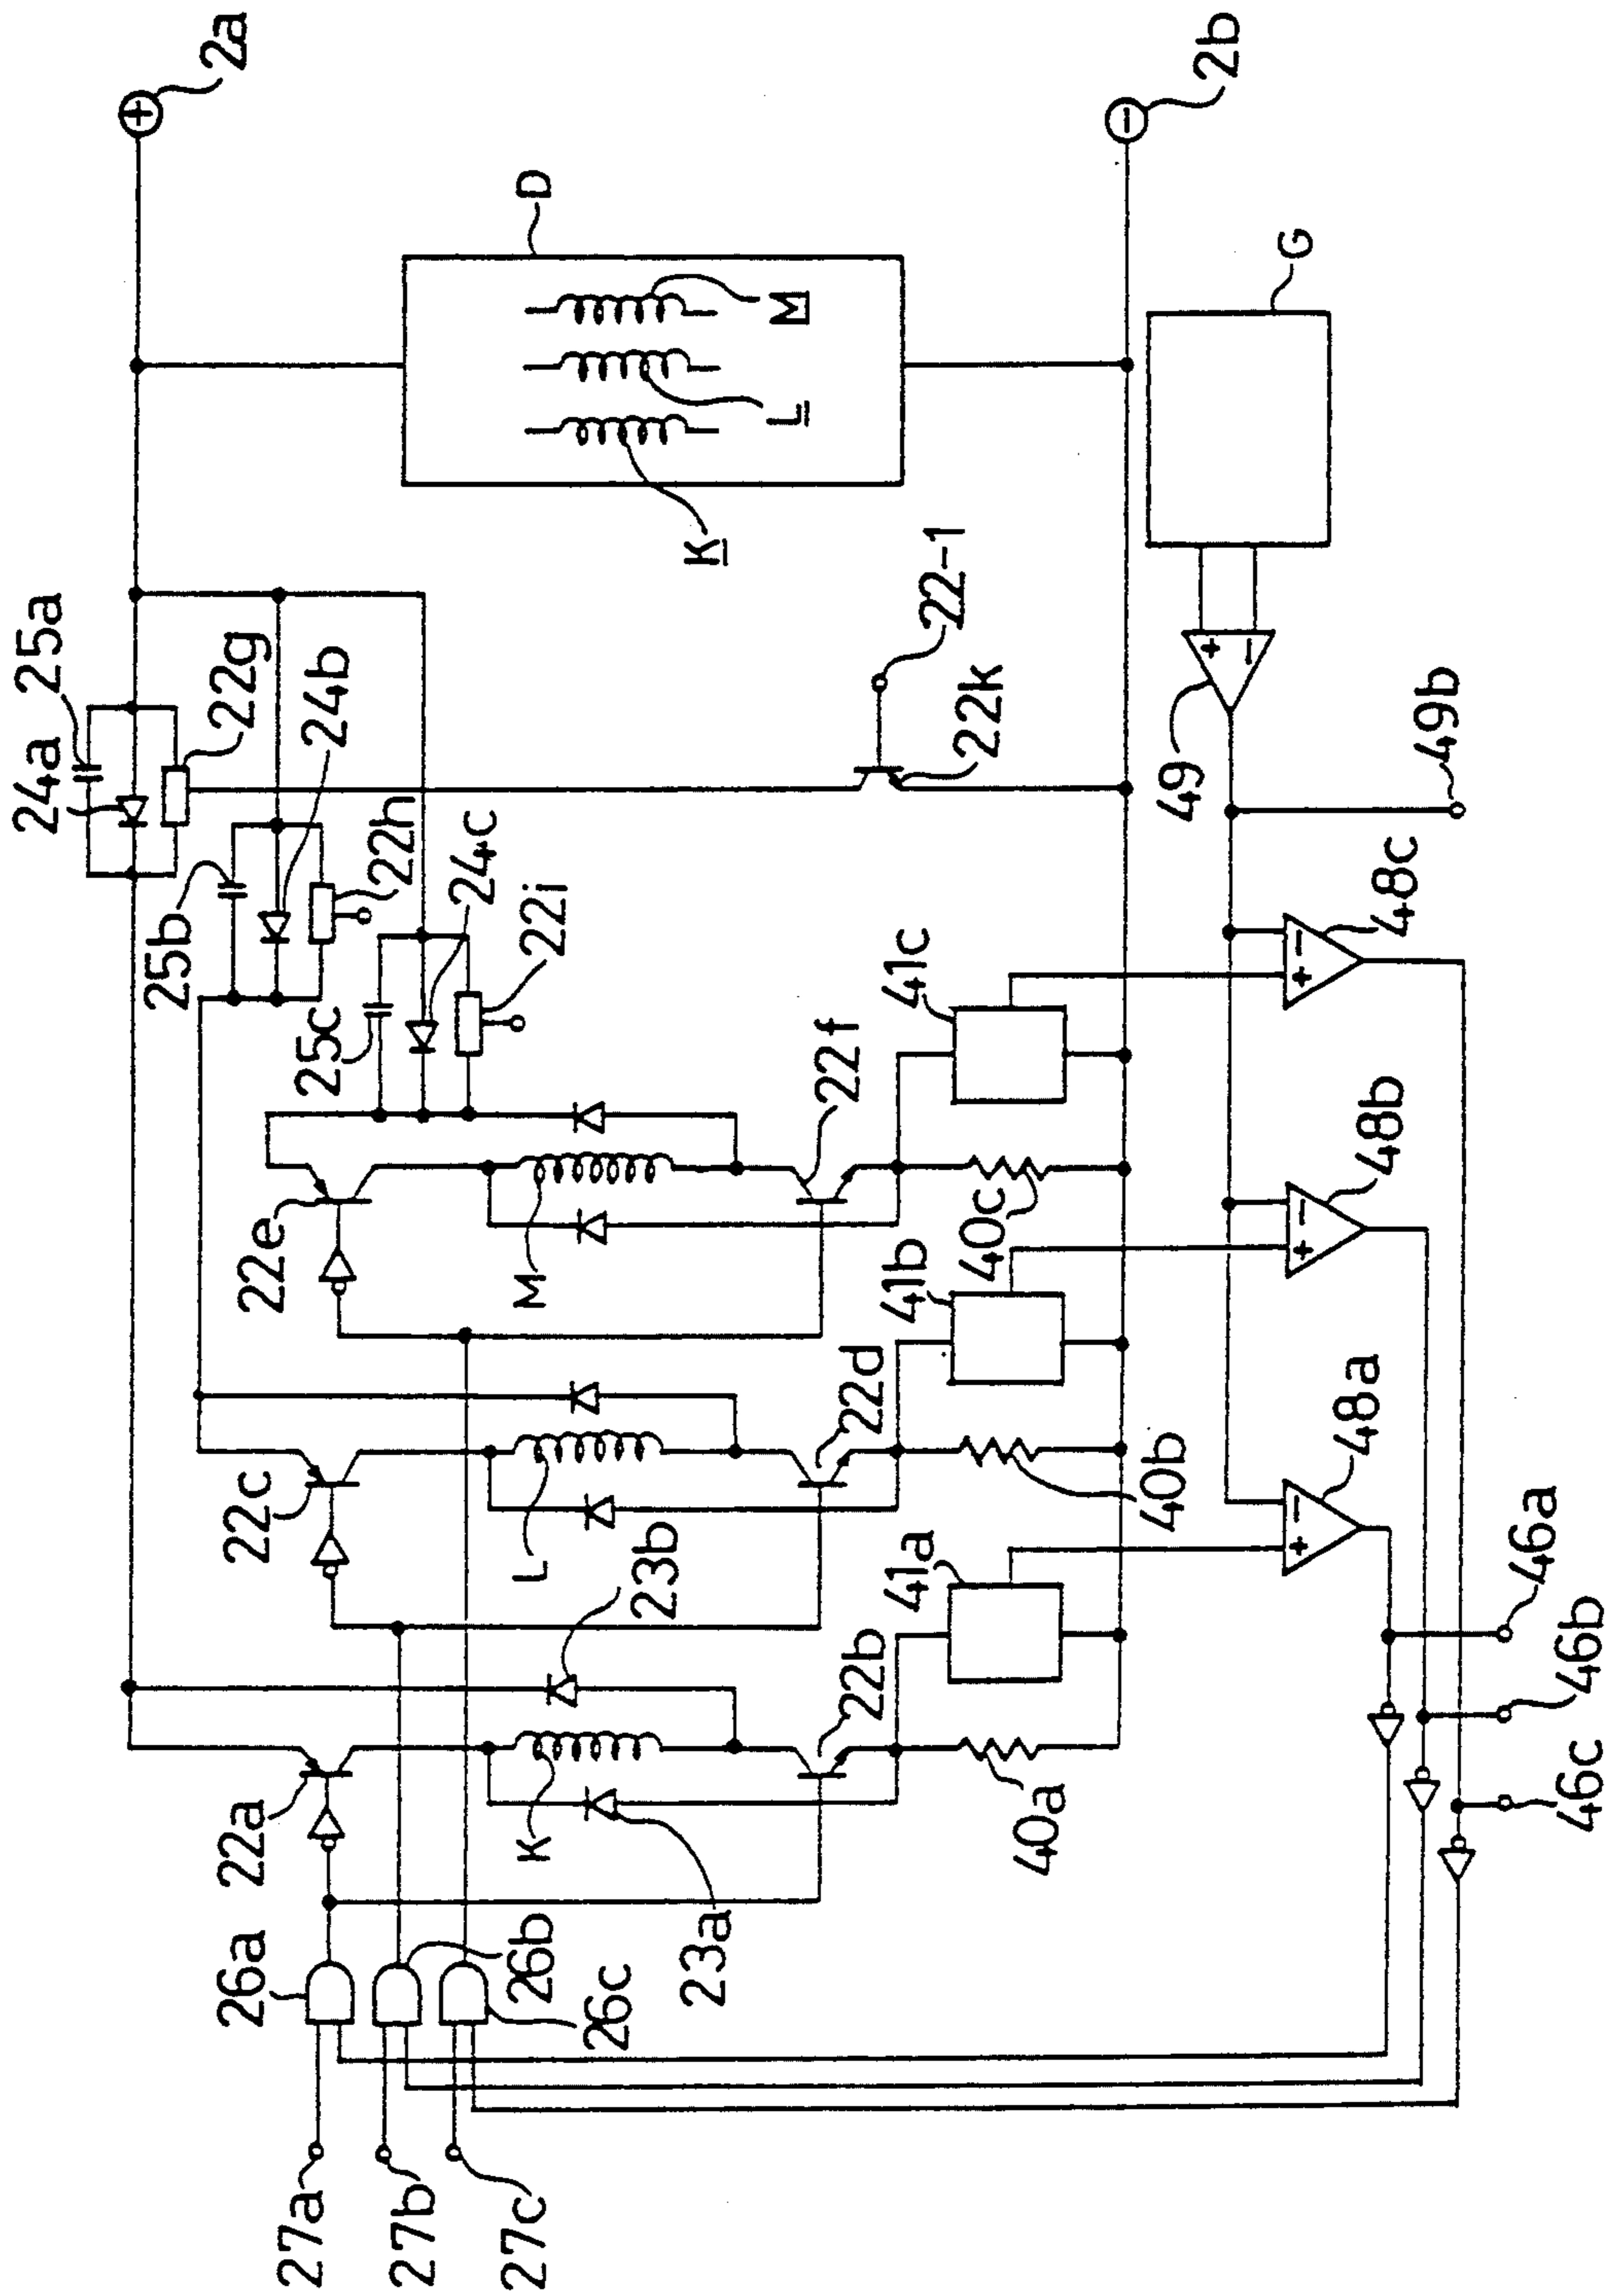 27a
27b
27c
26a
26b
26c
22a
K
23a
23b
22b
40a
41a
22c
L
22d
40b
41b
22e
M
22f
40c
41c
25a
24a
22g
25b
24b
22h
25c
24c
22i
22-1
22k
K
L
M
D
G
2a
+
2b
−
49
+
−
49b
48a
+
−
48b
+
−
48c
+
−
46a
46b
46c